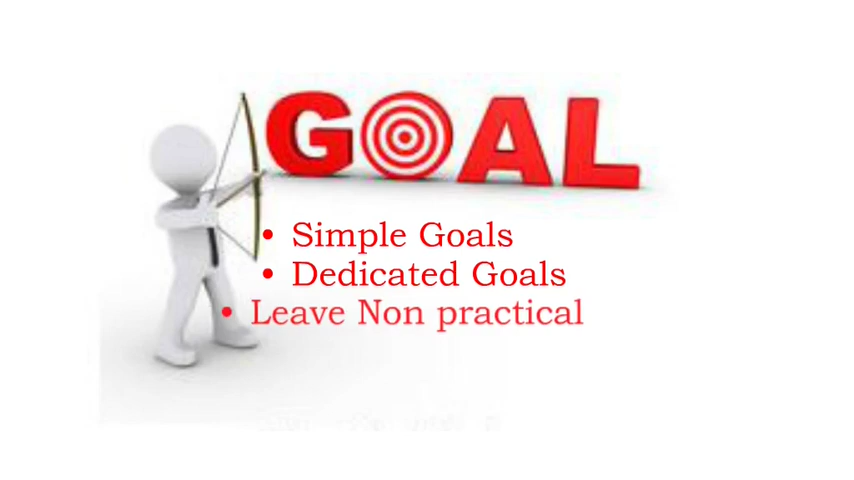 GOAL
• Simple Goals
• Dedicated Goals
• Leave Non practical